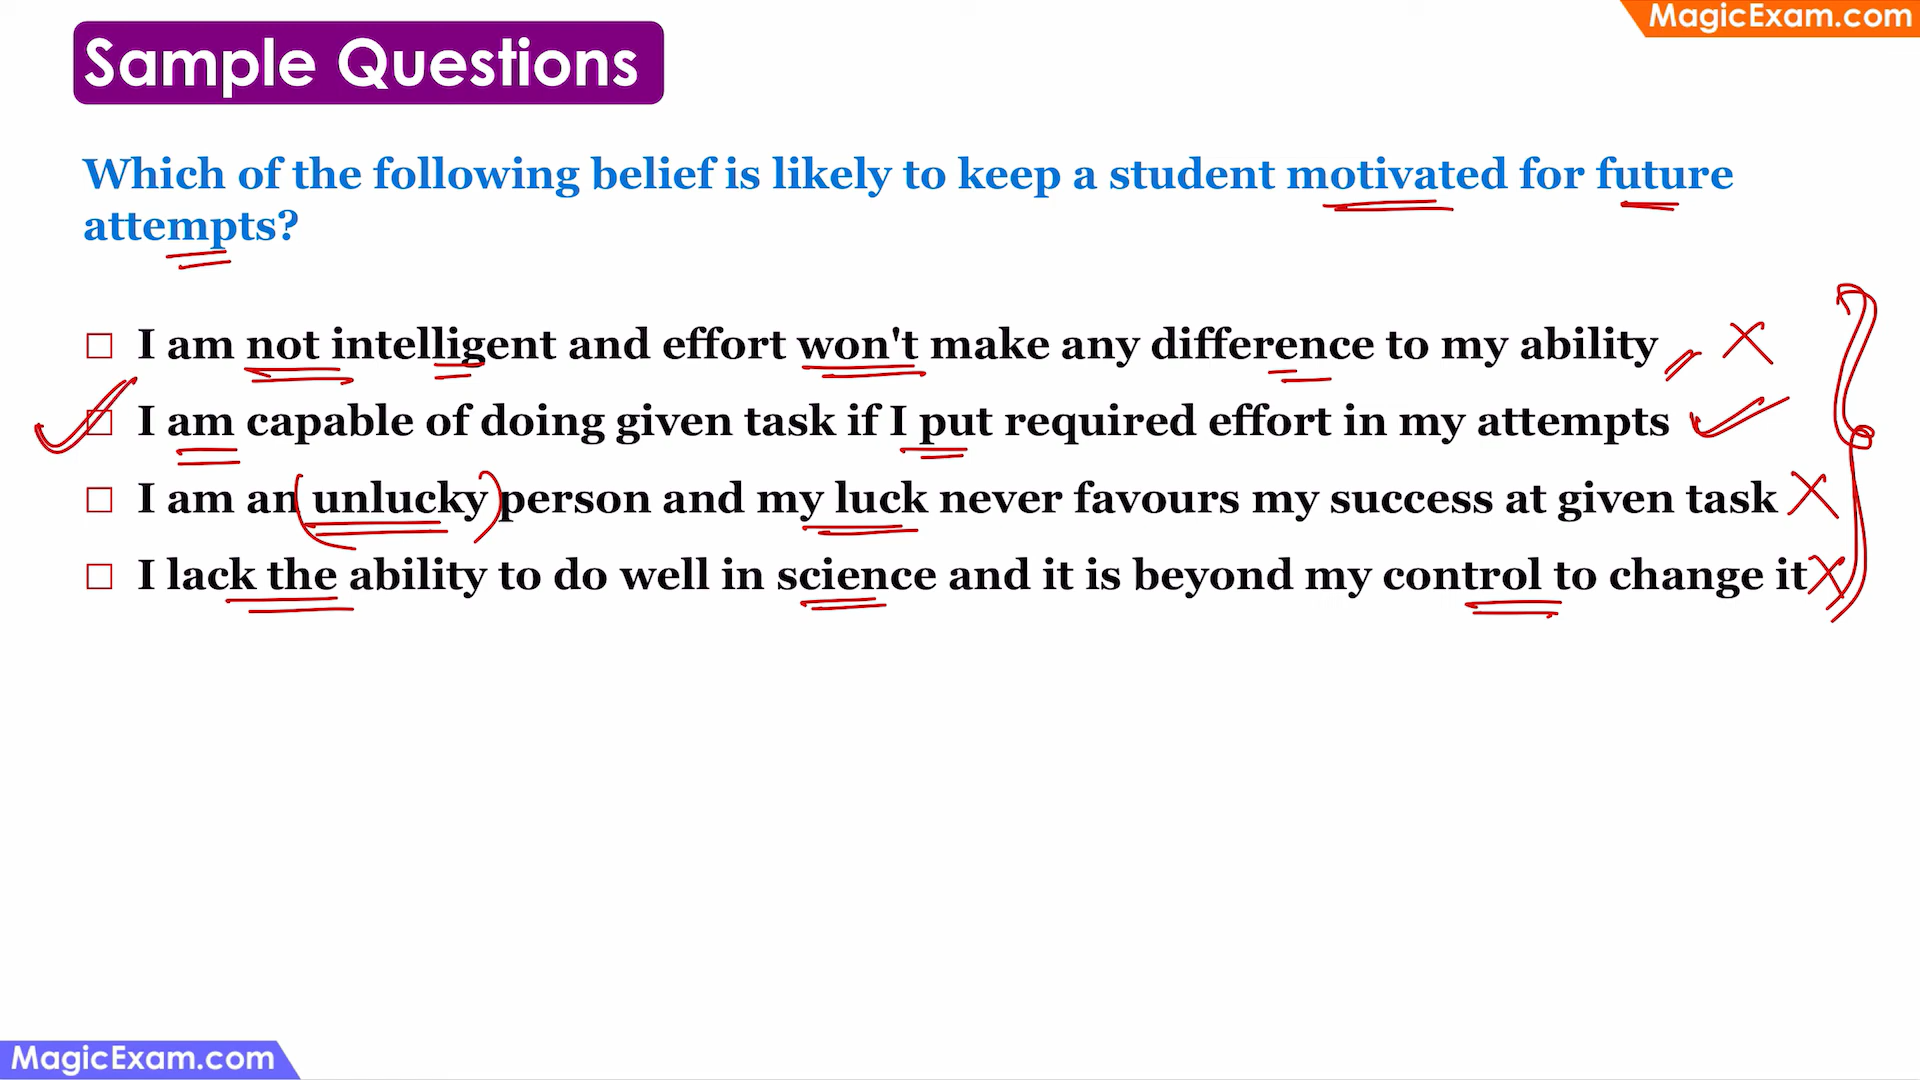 MagicExam.com
Sample Questions
Which of the following belief is likely to keep a student motivated for future
attempts?
I am not intelligent and effort won't make any difference to my ability
I am capable of doing given task if I put required effort in my attempts
I am an unlucky person and my luck never favours my success at given task
I lack the ability to do well in science and it is beyond my control to change it
MagicExam.com